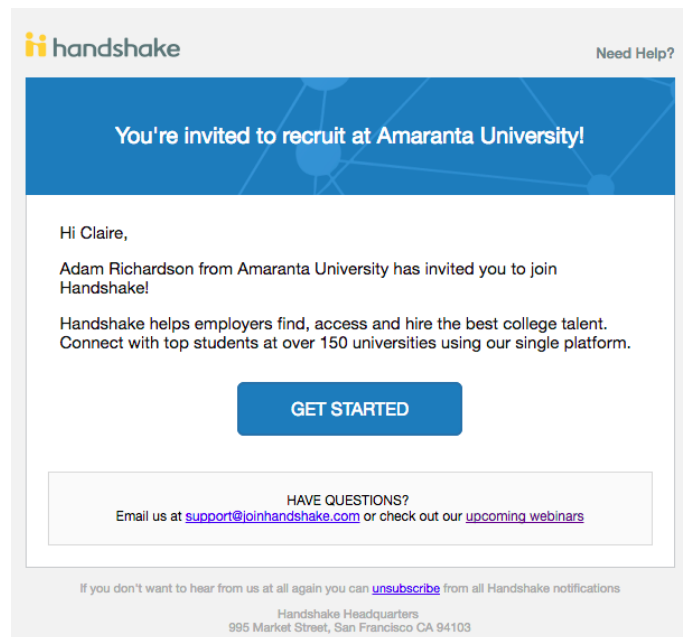 handshake
Need Help?
You're invited to recruit at Amaranta University!
Hi Claire,
Adam Richardson from Amaranta University has invited you to join
Handshake!
Handshake helps employers find, access and hire the best college talent.
Connect with top students at over 150 universities using our single platform.
GET STARTED
HAVE QUESTIONS?
Email us at support@joinhandshake.com or check out our upcoming webinars
If you don't want to hear from us at all again you can unsubscribe from all Handshake notifications
Handshake Headquarters
995 Market Street, San Francisco CA 94103